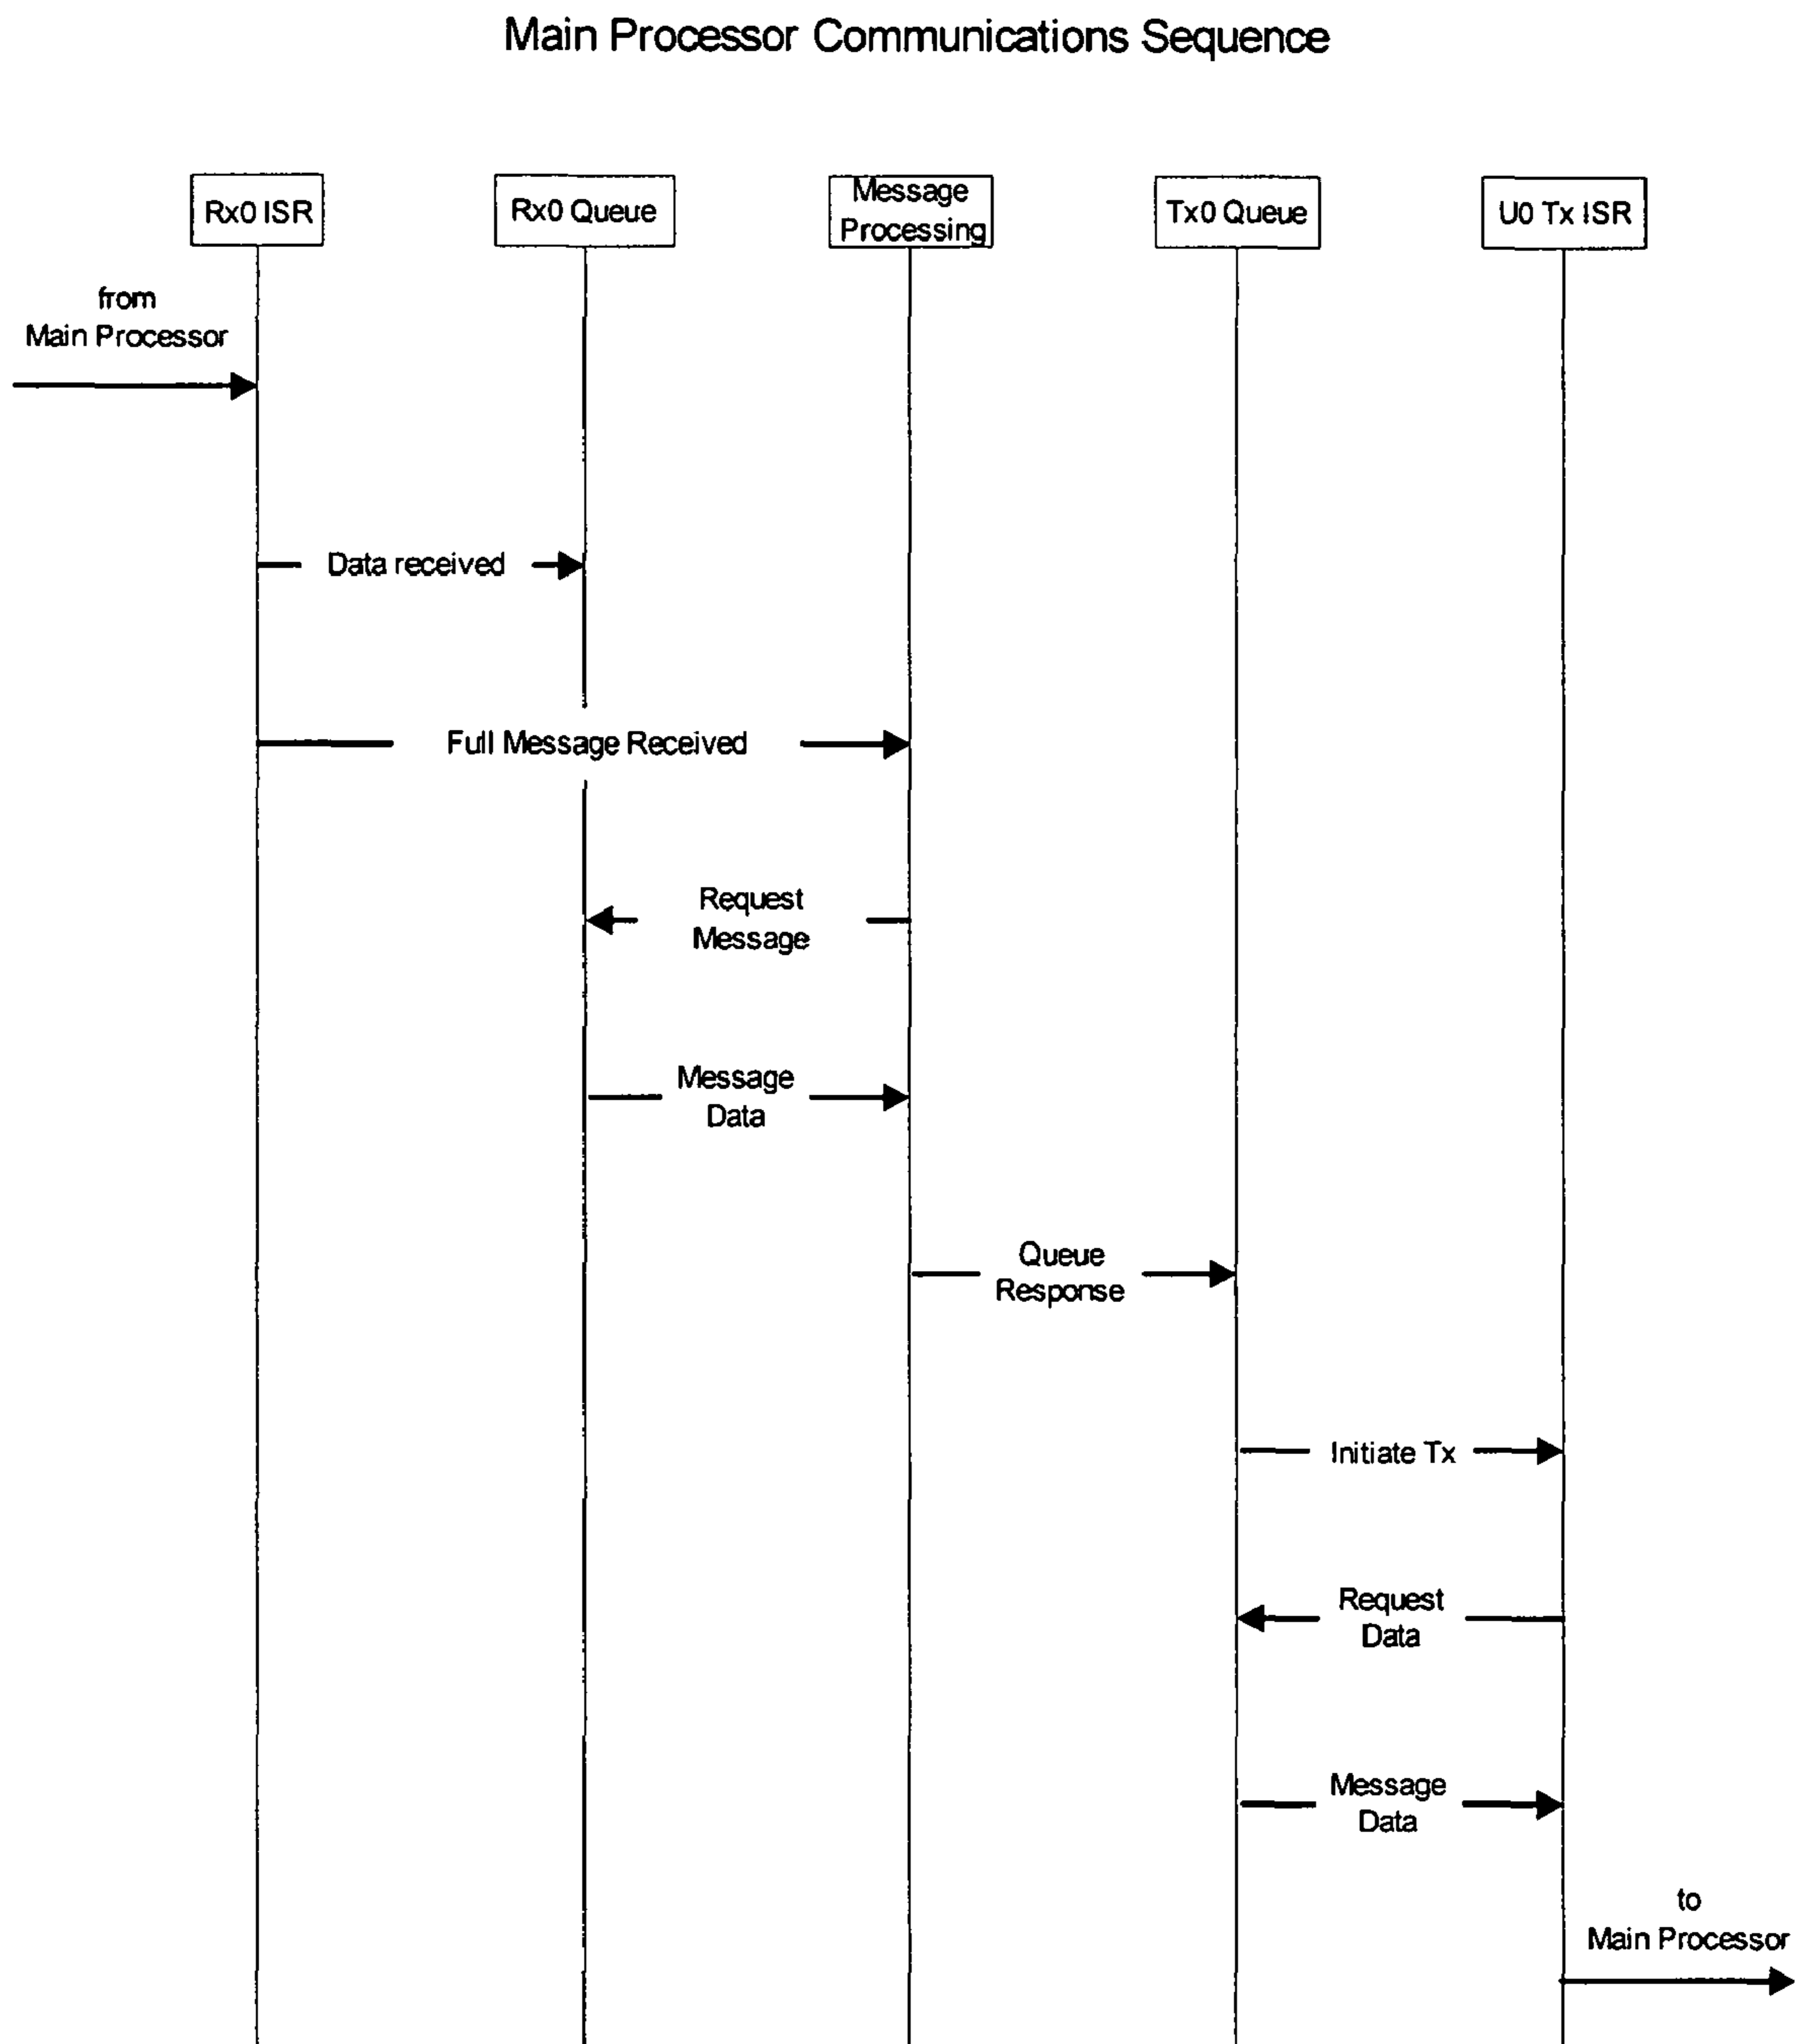 Main Processor Communications Sequence
Rx0 ISR
Rx0 Queue
Message
Processing
Tx0 Queue
U0 Tx ISR
from
Main Processor
Data received
Full Message Received
Request
Message
Message
Data
Queue
Response
Initiate Tx
Request
Data
Message
Data
to
Main Processor